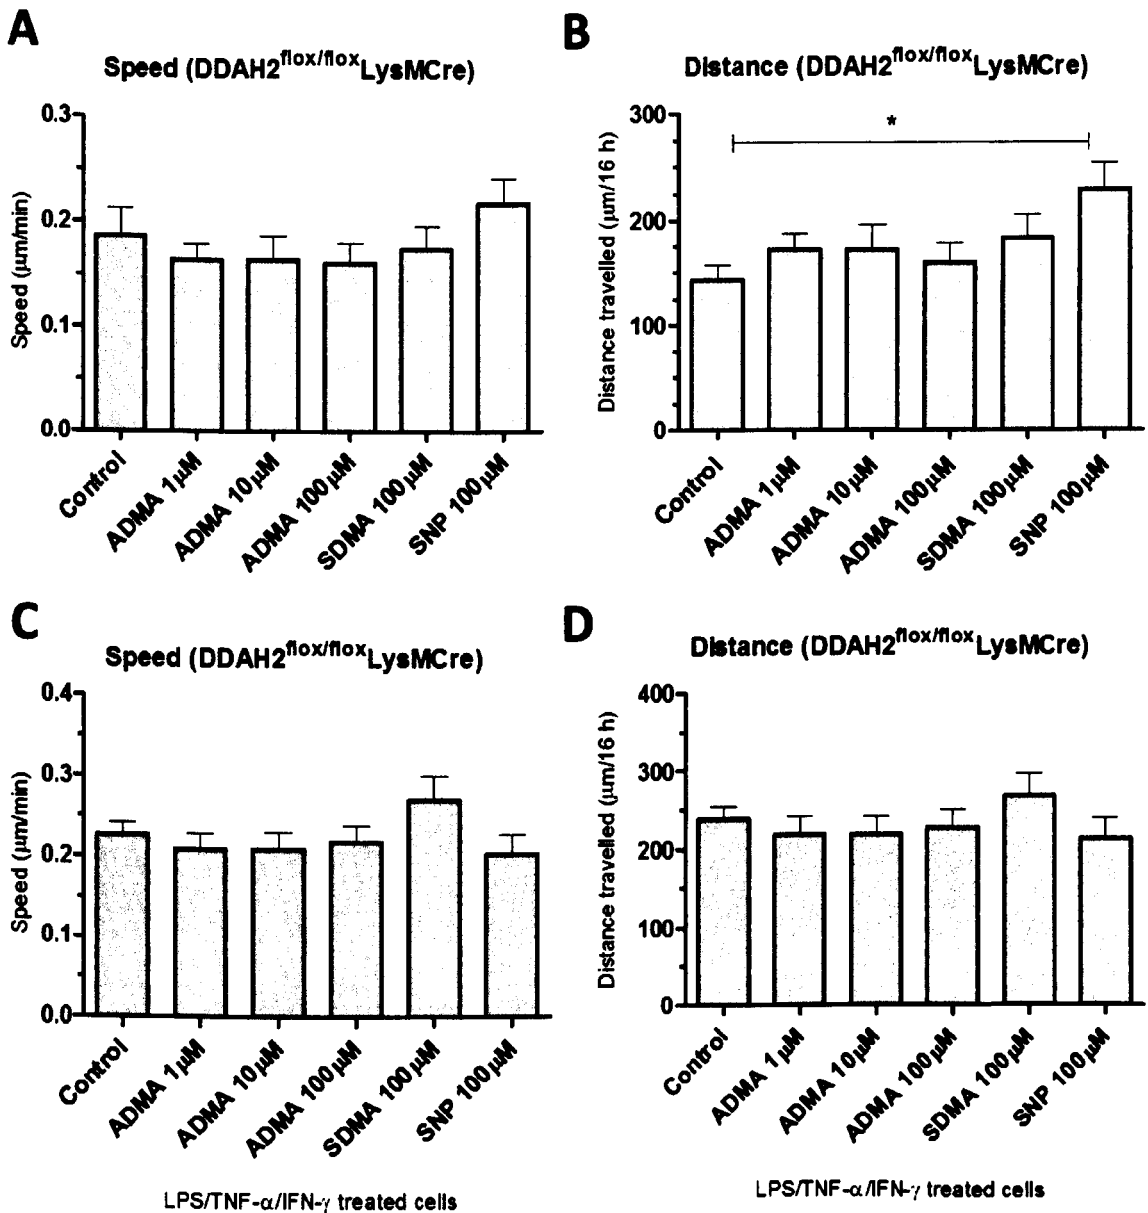 A
Speed (DDAH2flox/floxLysMCre)
Speed (µm/min)
0.3
0.2
0.1
0.0
Control
ADMA 1µM
ADMA 10µM
ADMA 100µM
SDMA 100µM
SNP 100µM
B
Distance (DDAH2flox/floxLysMCre)
Distance travelled (µm/16 h)
300
200
100
0
*
Control
ADMA 1µM
ADMA 10µM
ADMA 100µM
SDMA 100µM
SNP 100µM
C
Speed (DDAH2flox/floxLysMCre)
Speed (µm/min)
0.4
0.3
0.2
0.1
0.0
Control
ADMA 1µM
ADMA 10µM
ADMA 100µM
SDMA 100µM
SNP 100µM
LPS/TNF-α/IFN-γ treated cells
D
Distance (DDAH2flox/floxLysMCre)
Distance travelled (µm/16 h)
400
300
200
100
0
Control
ADMA 1µM
ADMA 10µM
ADMA 100µM
SDMA 100µM
SNP 100µM
LPS/TNF-α/IFN-γ treated cells